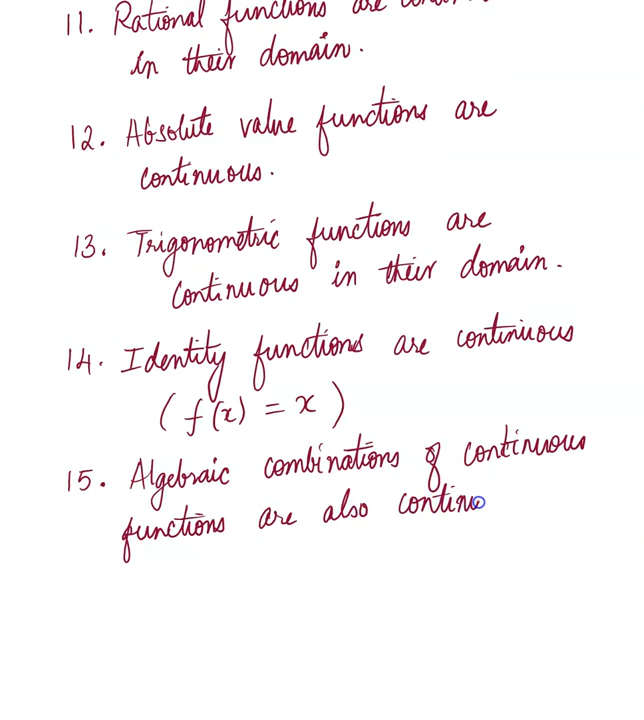 11. Rational functions are
in their domain.
12. Absolute value functions are
continuous.
13. Trigonometric functions are
continuous in their domain.
14. Identity functions are continuous
( f(x) = x )
15. Algebraic combinations of continuous
functions are also continu